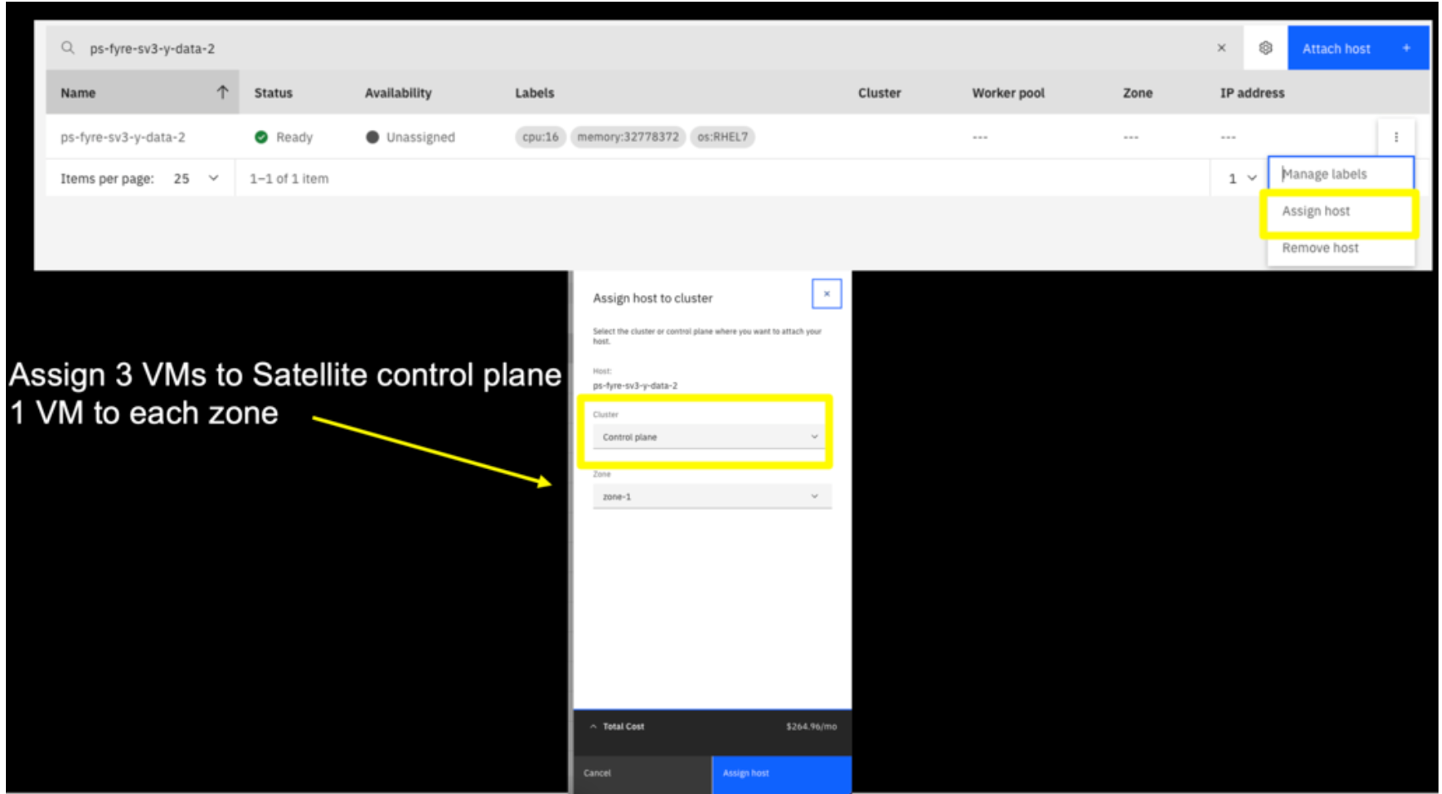 ps-fyre-sv3-y-data-2 × Attach host +
Name ↑ Status Availability Labels Cluster Worker pool Zone IP address
ps-fyre-sv3-y-data-2 Ready Unassigned cpu:16 memory:32778372 os:RHEL7 --- --- ---
Items per page: 25 1–1 of 1 item 1
Manage labels
Assign host
Remove host
Assign host to cluster ×
Select the cluster or control plane where you want to attach your
host.
Host:
ps-fyre-sv3-y-data-2
Cluster
Control plane
Zone
zone-1
Assign 3 VMs to Satellite control plane
1 VM to each zone
Total Cost $264.96/mo
Cancel Assign host